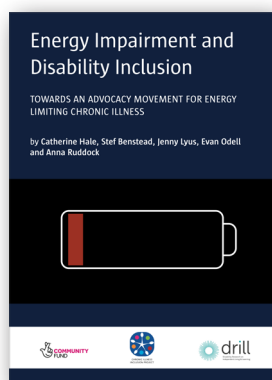 Energy Impairment and
Disability Inclusion
TOWARDS AN ADVOCACY MOVEMENT FOR ENERGY
LIMITING CHRONIC ILLNESS
by Catherine Hale, Stef Benstead, Jenny Lyus, Evan Odell
and Anna Ruddock
COMMUNITY
FUND
drill